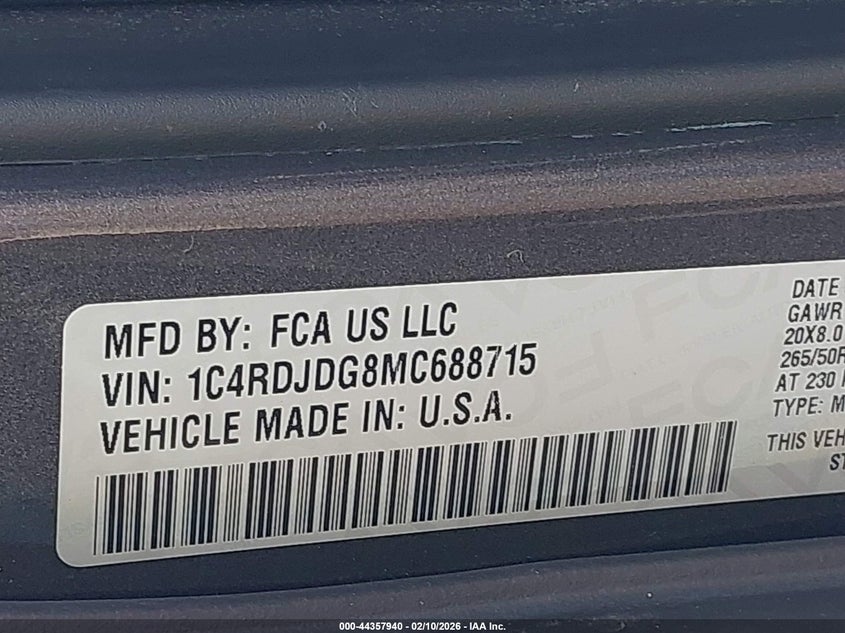 MFD BY: FCA US LLC
VIN: 1C4RDJDG8MC688715
VEHICLE MADE IN: U.S.A.
DATE
GAWR
20X8.0
265/50R
AT 230
TYPE: M
THIS VEH
000-44357940 - 02/10/2026 - IAA Inc.